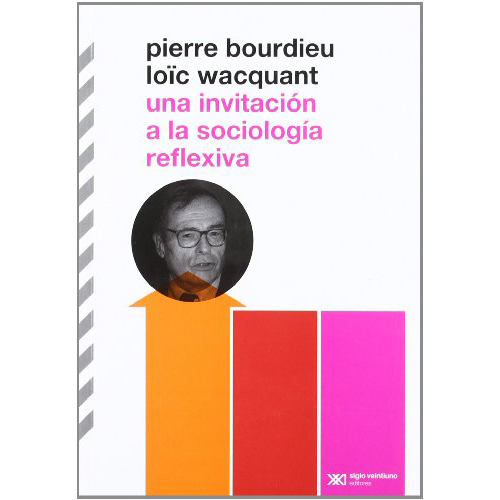 pierre bourdieu
loïc wacquant
una invitación
a la sociología
reflexiva
siglo veintiuno
editores